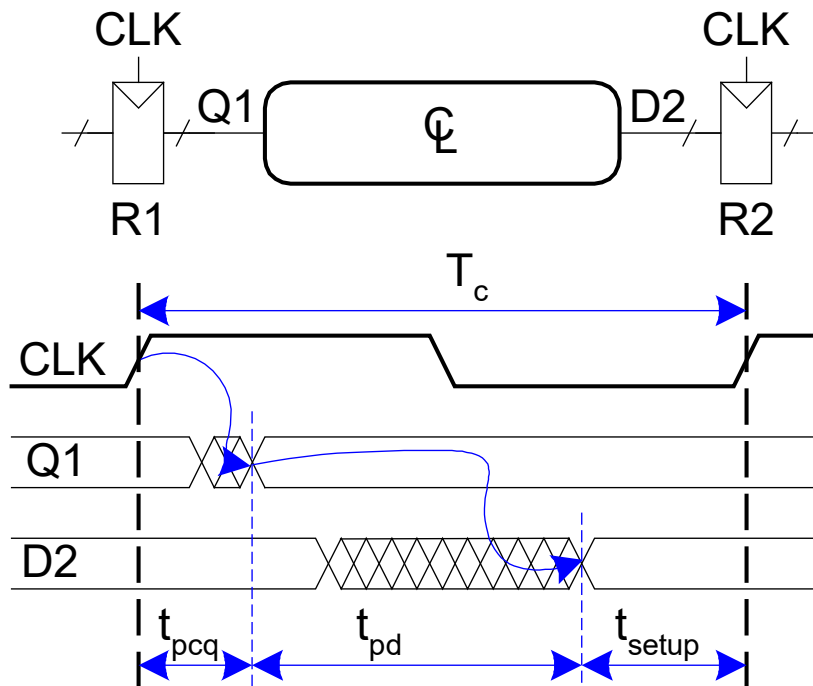 CLK CLK
Q1 CL D2
R1 R2
Tc
CLK
Q1
D2
tpcq tpd tsetup